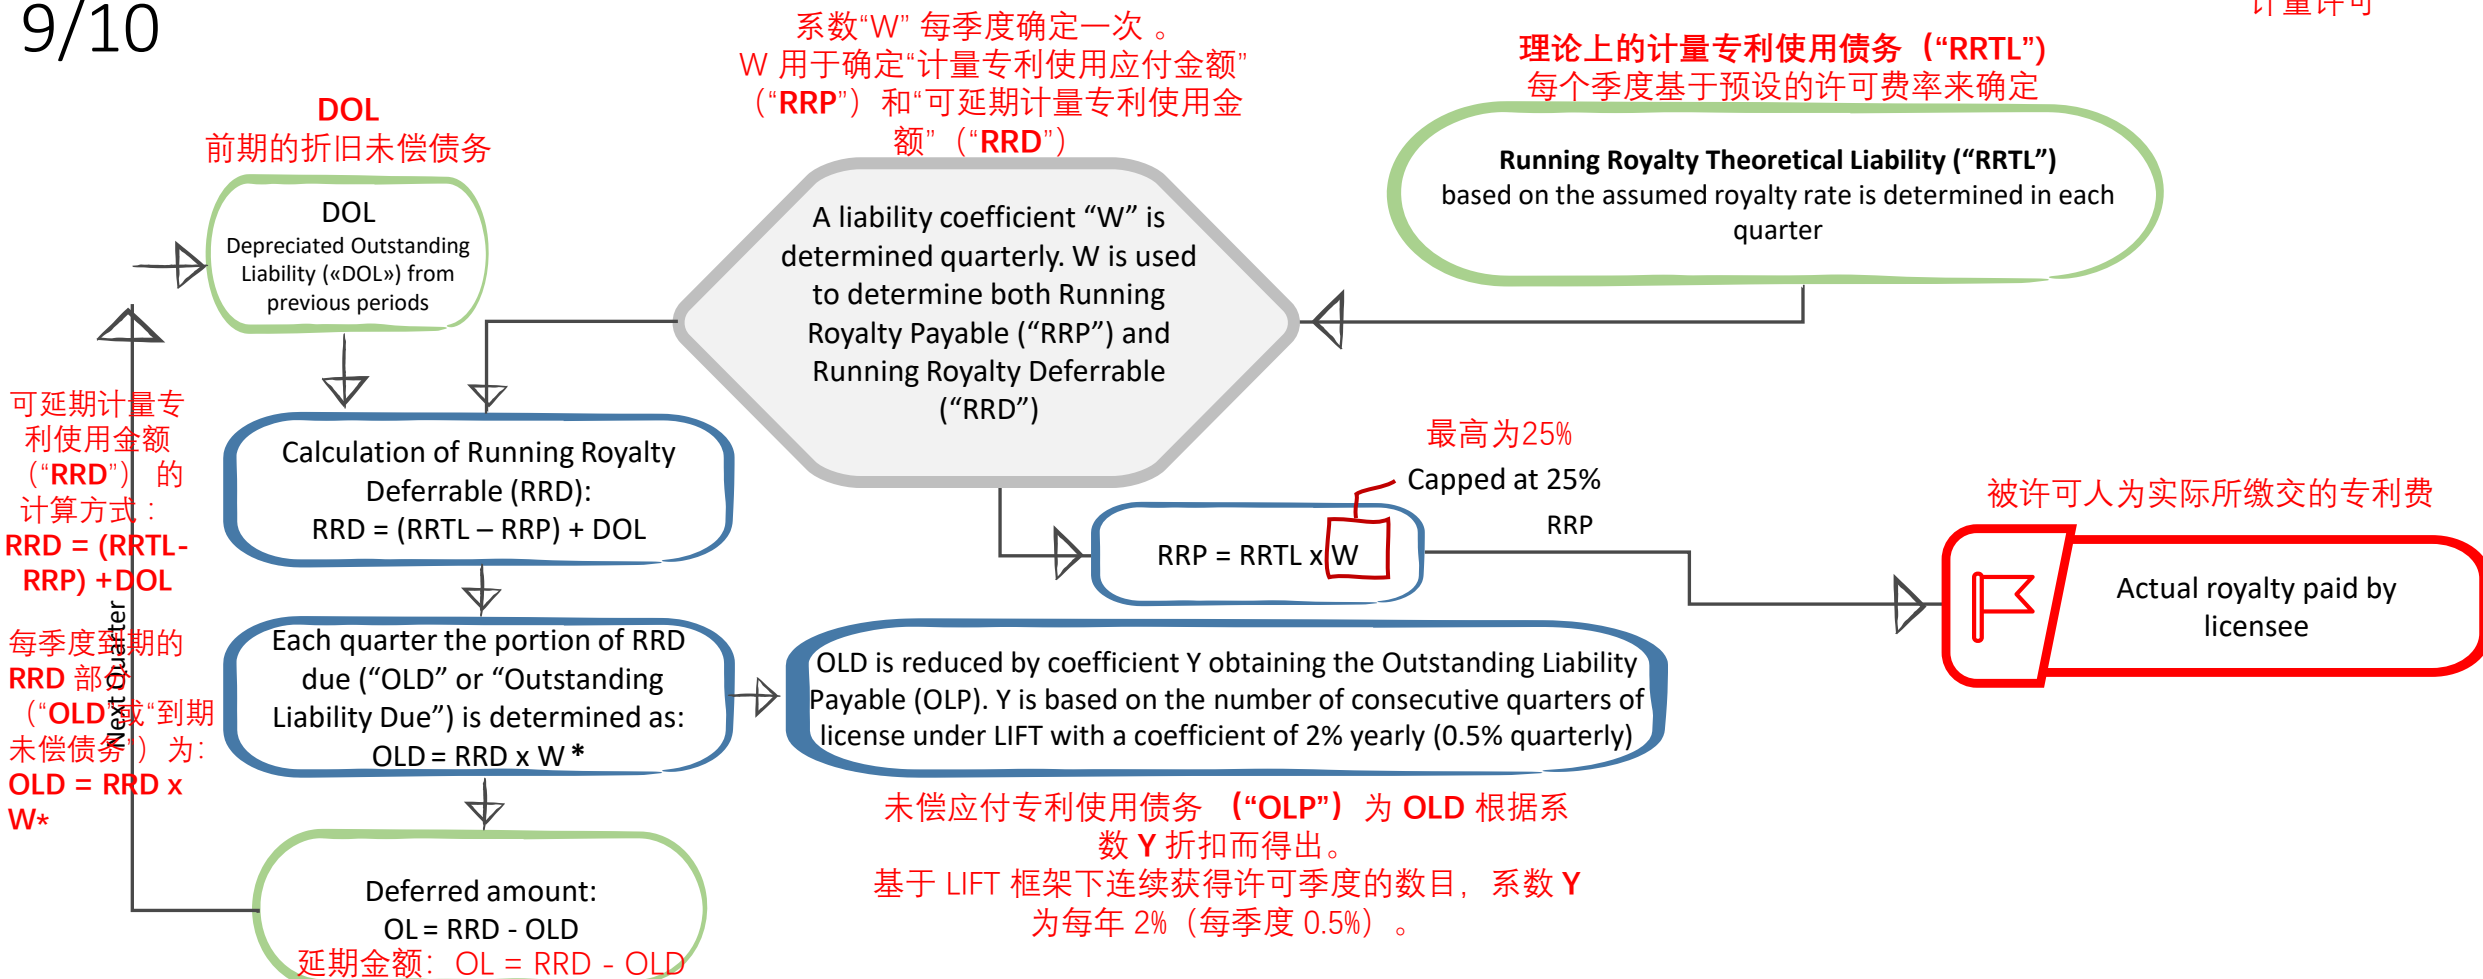 9/10
计量许可
系数“W” 每季度确定一次 。
W 用于确定“计量专利使用应付金额”
（“RRP”）和“可延期计量专利使用金
额”（“RRD”）
理论上的计量专利使用债务（“RRTL")
每个季度基于预设的许可费率来确定
DOL
前期的折旧未偿债务
DOL
Depreciated Outstanding
Liability («DOL») from
previous periods
A liability coefficient “W” is
determined quarterly. W is used
to determine both Running
Royalty Payable (“RRP”) and
Running Royalty Deferrable
(“RRD”)
Running Royalty Theoretical Liability (“RRTL”)
based on the assumed royalty rate is determined in each
quarter
可延期计量专
利使用金额
（“RRD”） 的
计算方式：
RRD = (RRTL-
RRP) +DOL
Calculation of Running Royalty
Deferrable (RRD):
RRD = (RRTL – RRP) + DOL
最高为25%
Capped at 25%
RRP = RRTL x W
RRP
被许可人为实际所缴交的专利费
Actual royalty paid by
licensee
Next Quarter
每季度到期的
RRD 部分
（“OLD”或“到期
未偿债务”）为：
OLD = RRD x
W*
Each quarter the portion of RRD
due (“OLD” or “Outstanding
Liability Due”) is determined as:
OLD = RRD x W *
OLD is reduced by coefficient Y obtaining the Outstanding Liability
Payable (OLP). Y is based on the number of consecutive quarters of
license under LIFT with a coefficient of 2% yearly (0.5% quarterly)
未偿应付专利使用债务 （“OLP”）为 OLD 根据系
数 Y 折扣而得出。
基于 LIFT 框架下连续获得许可季度的数目，系数 Y
为每年 2%（每季度 0.5%）。
Deferred amount:
OL = RRD - OLD
延期金额：OL = RRD - OLD